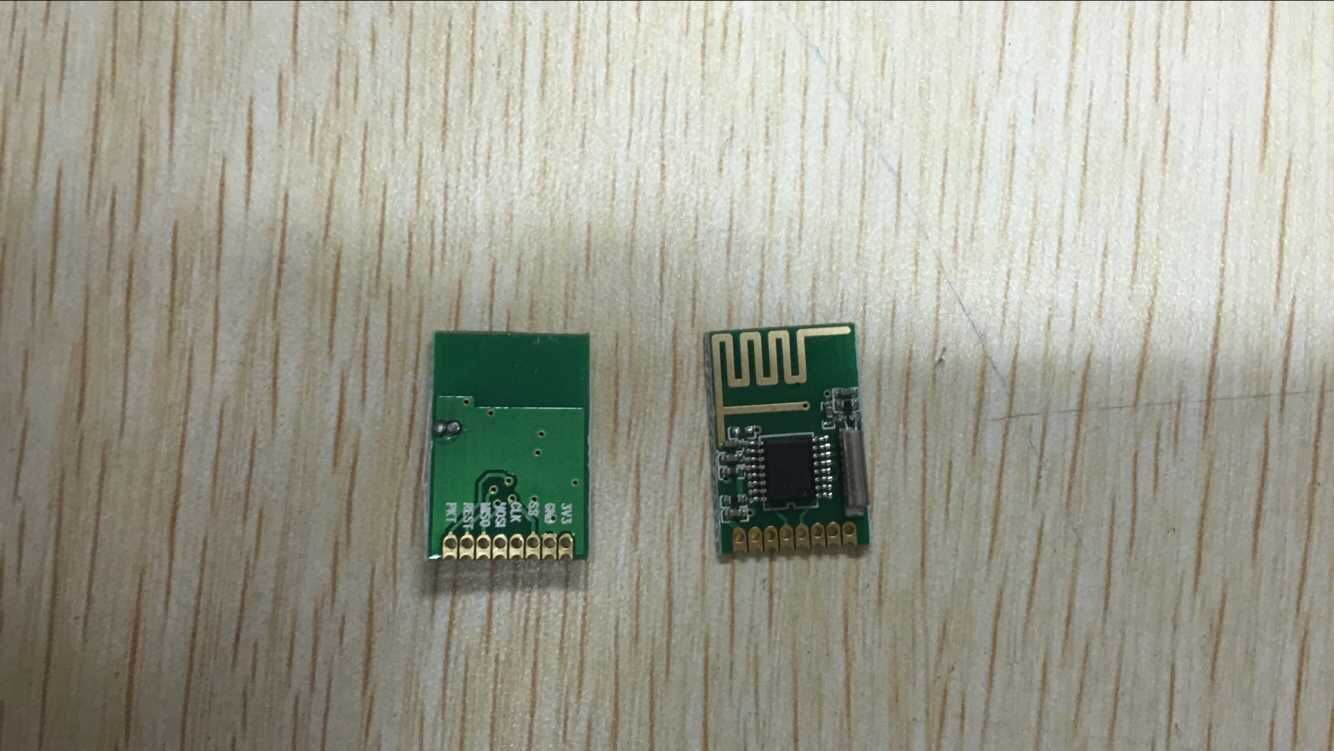 PKT
REST
MISO
MOSI
CLK
SS
GND
3V3